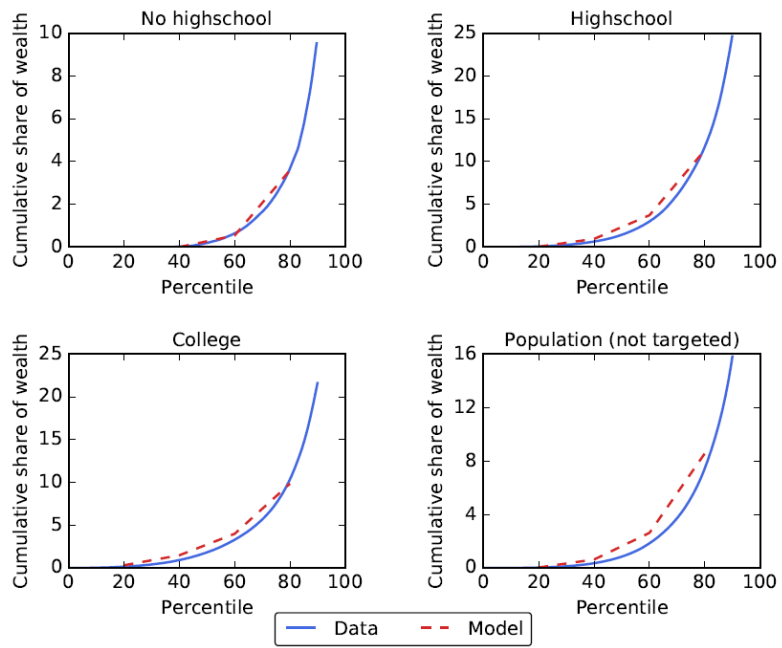 No highschool
Cumulative share of wealth
10
8
6
4
2
0
0 20 40 60 80 100
Percentile
Highschool
Cumulative share of wealth
25
20
15
10
5
0
0 20 40 60 80 100
Percentile
College
Cumulative share of wealth
25
20
15
10
5
0
0 20 40 60 80 100
Percentile
Population (not targeted)
Cumulative share of wealth
16
12
8
4
0
0 20 40 60 80 100
Percentile
Data Model